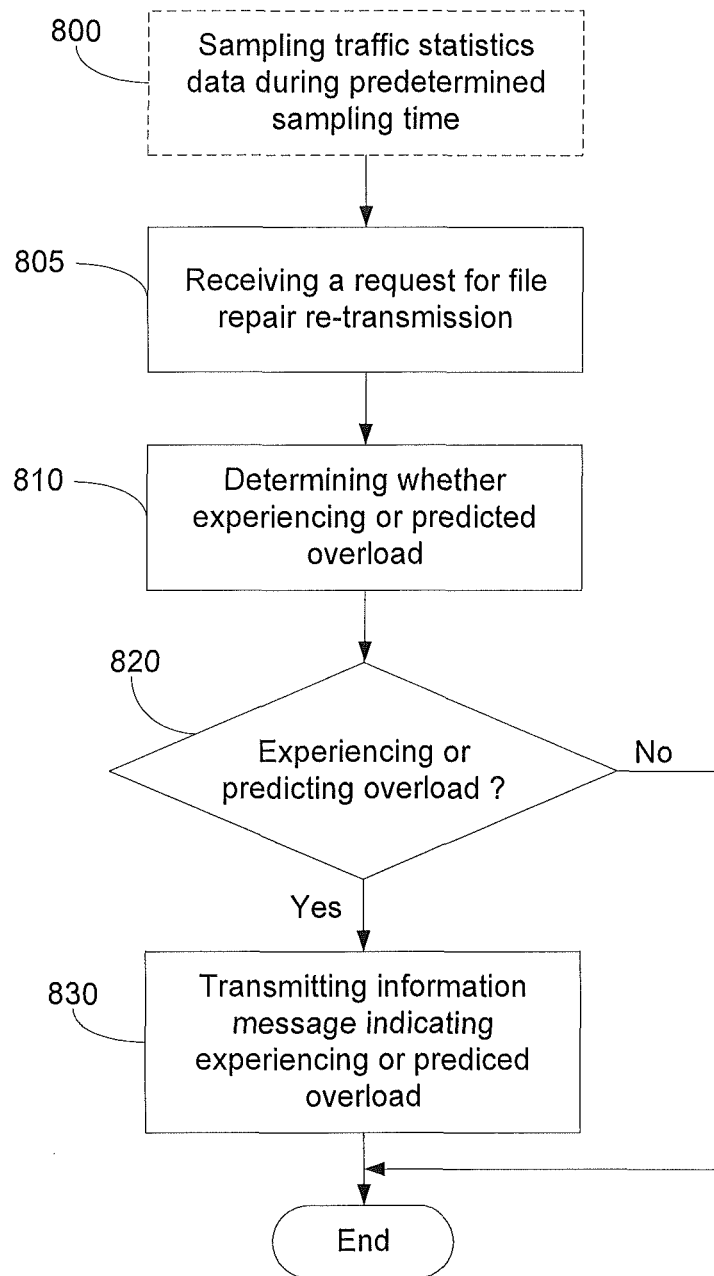 800
Sampling traffic statistics
data during predetermined
sampling time
805
Receiving a request for file
repair re-transmission
810
Determining whether
experiencing or predicted
overload
820
Experiencing or
predicting overload ?
No
Yes
830
Transmitting information
message indicating
experiencing or prediced
overload
End